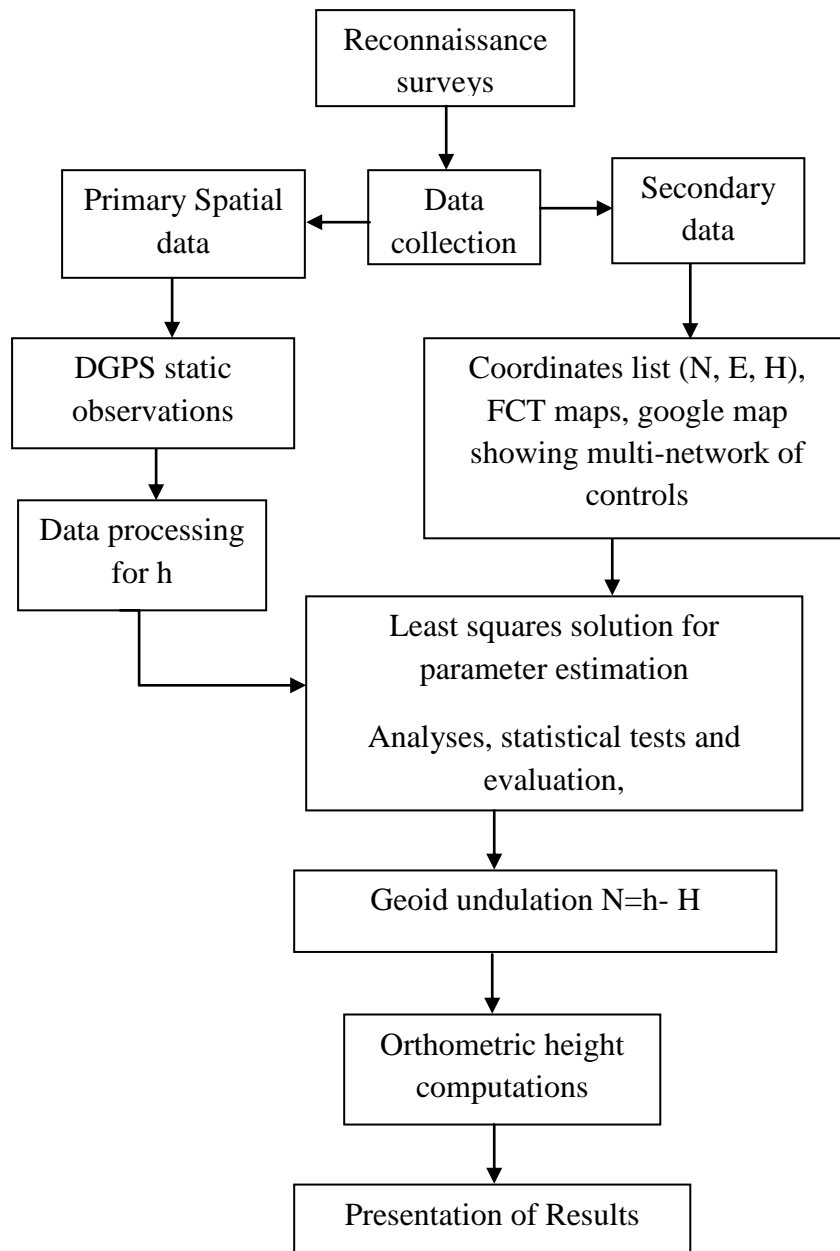 Reconnaissance
surveys
Primary Spatial
data
Data
collection
Secondary
data
DGPS static
observations
Coordinates list (N, E, H),
FCT maps, google map
showing multi-network of
controls
Data processing
for h
Least squares solution for
parameter estimation
Analyses, statistical tests and
evaluation,
Geoid undulation N=h- H
Orthometric height
computations
Presentation of Results